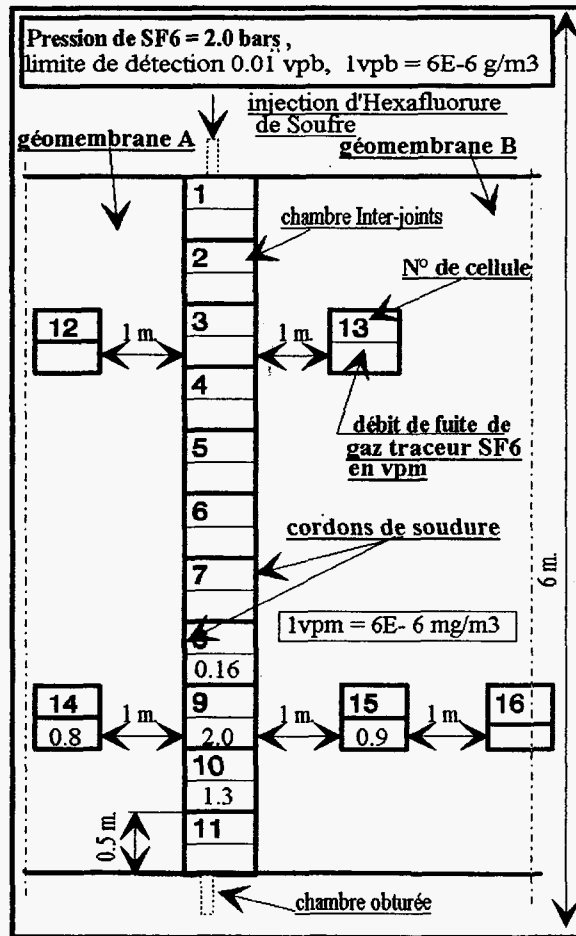 Pression de SF6 = 2.0 bars ,
limite de détection 0.01 vpb, 1vpb = 6E-6 g/m3
injection d'Hexafluorure
de Soufre
géomembrane A
géomembrane B
1
chambre Inter-joints
2
N° de cellule
12
1 m.
3
1 m.
13
4
débit de fuite de
gaz traceur SF6
en vpm
5
6
cordons de soudure
7
6 m.
8
1vpm = 6E- 6 mg/m3
0.16
14
1 m.
9
1 m.
15
1 m.
16
0.8
2.0
0.9
10
1.3
0.5 m.
11
chambre obturée